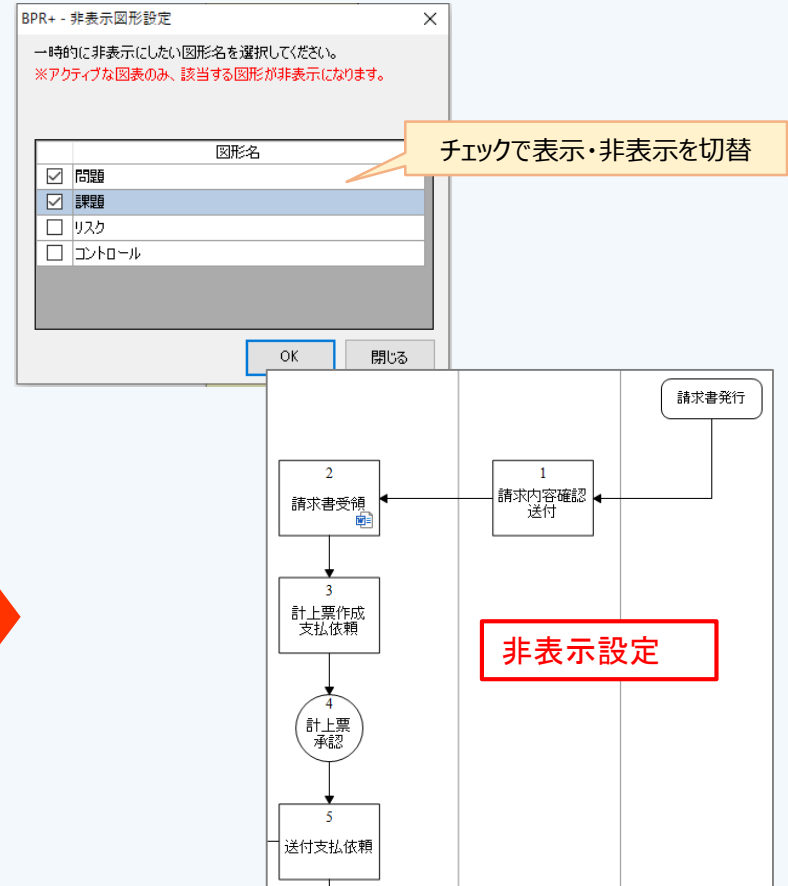 BPR+ - 非表示図形設定
一時的に非表示にしたい図形名を選択してください。
※アクティブな図表のみ、該当する図形が非表示になります。
図形名
チェックで表示・非表示を切替
問題
課題
リスク
コントロール
OK
閉じる
請求書発行
2
請求書受領
1
請求内容確認
送付
3
計上票作成
支払依頼
非表示設定
4
計上票
承認
5
送付支払依頼